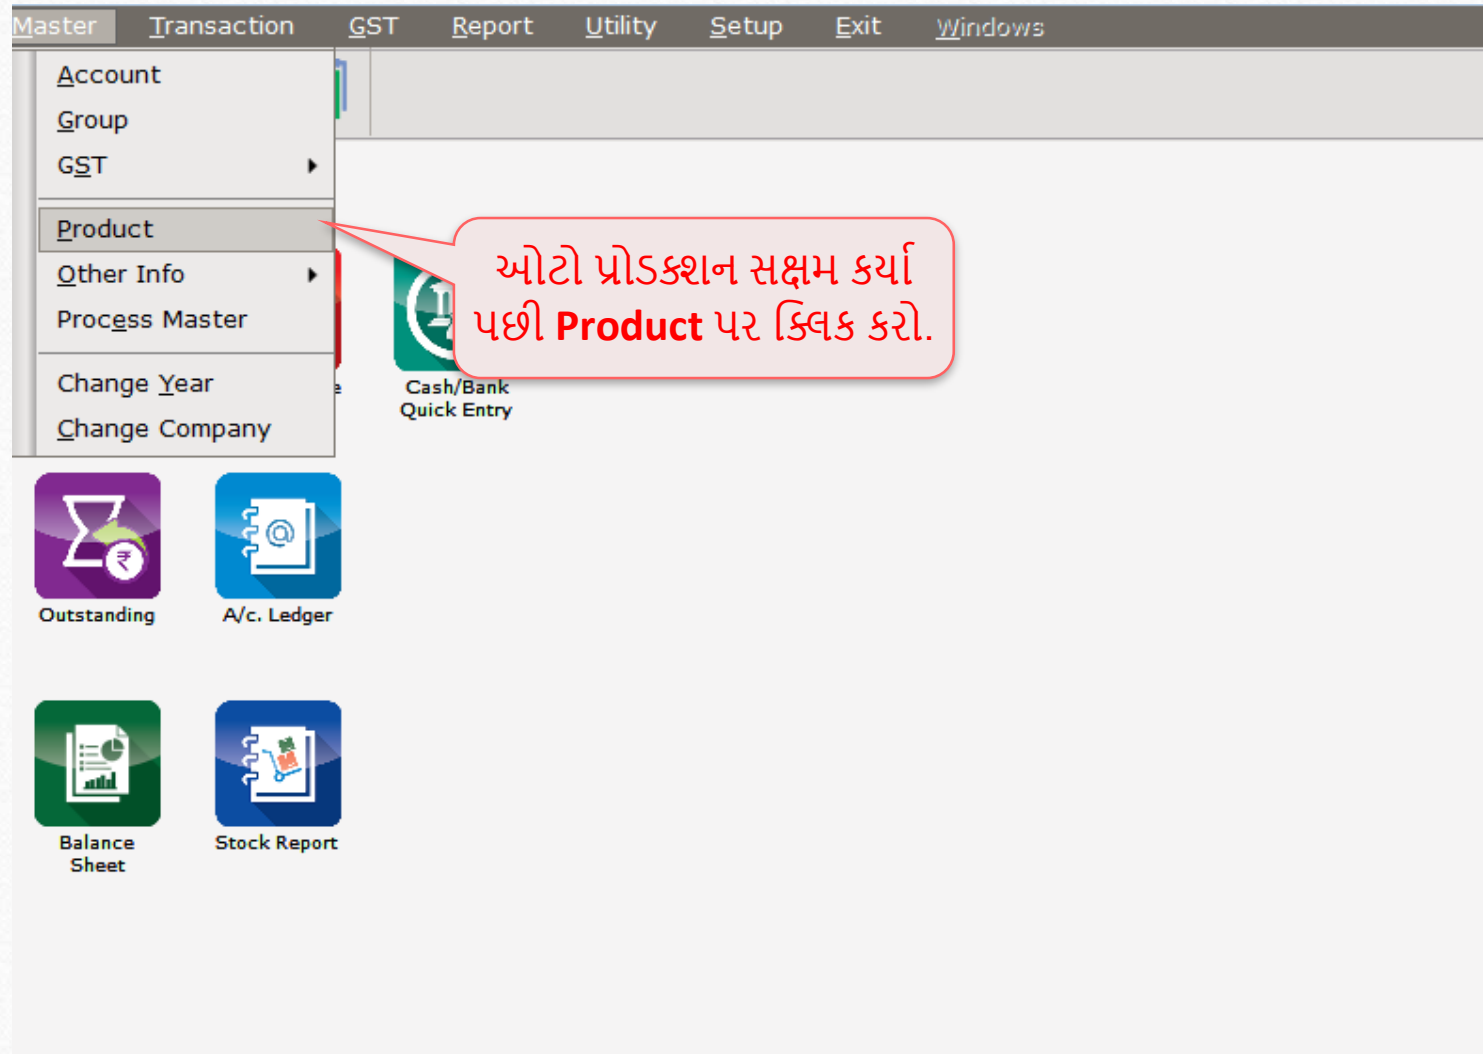 Master Transaction GST Report Utility Setup Exit Windows
Account
Group
GST
Product
Other Info
Process Master
Change Year
Change Company
ઓટો પ્રોડક્શન સક્ષમ કર્યા
પછી Product પર ક્લિક કરો.
Cash/Bank
Quick Entry
Outstanding
A/c. Ledger
Balance
Sheet
Stock Report